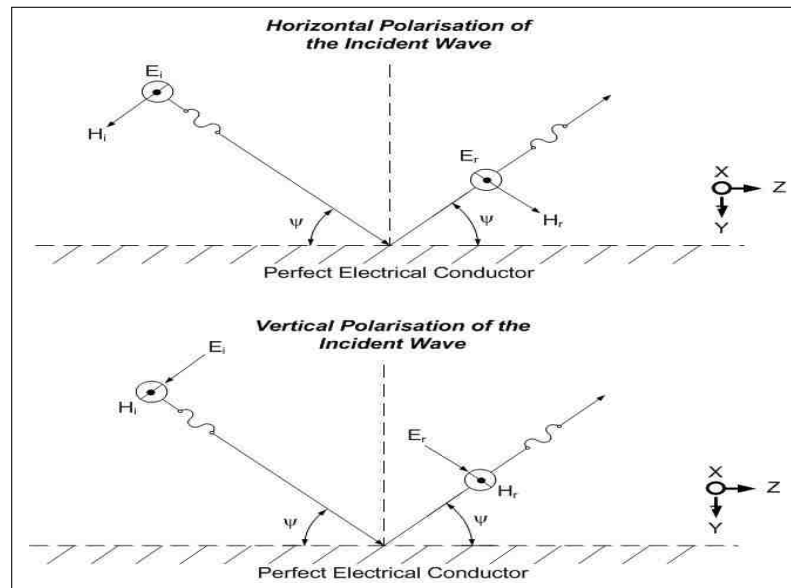 Horizontal Polarisation of
the Incident Wave
Ei
Hi
Er
Hr
X
Z
Y
Ψ
Ψ
Perfect Electrical Conductor
Vertical Polarisation of the
Incident Wave
Ei
Hi
Er
Hr
X
Z
Y
Ψ
Ψ
Perfect Electrical Conductor